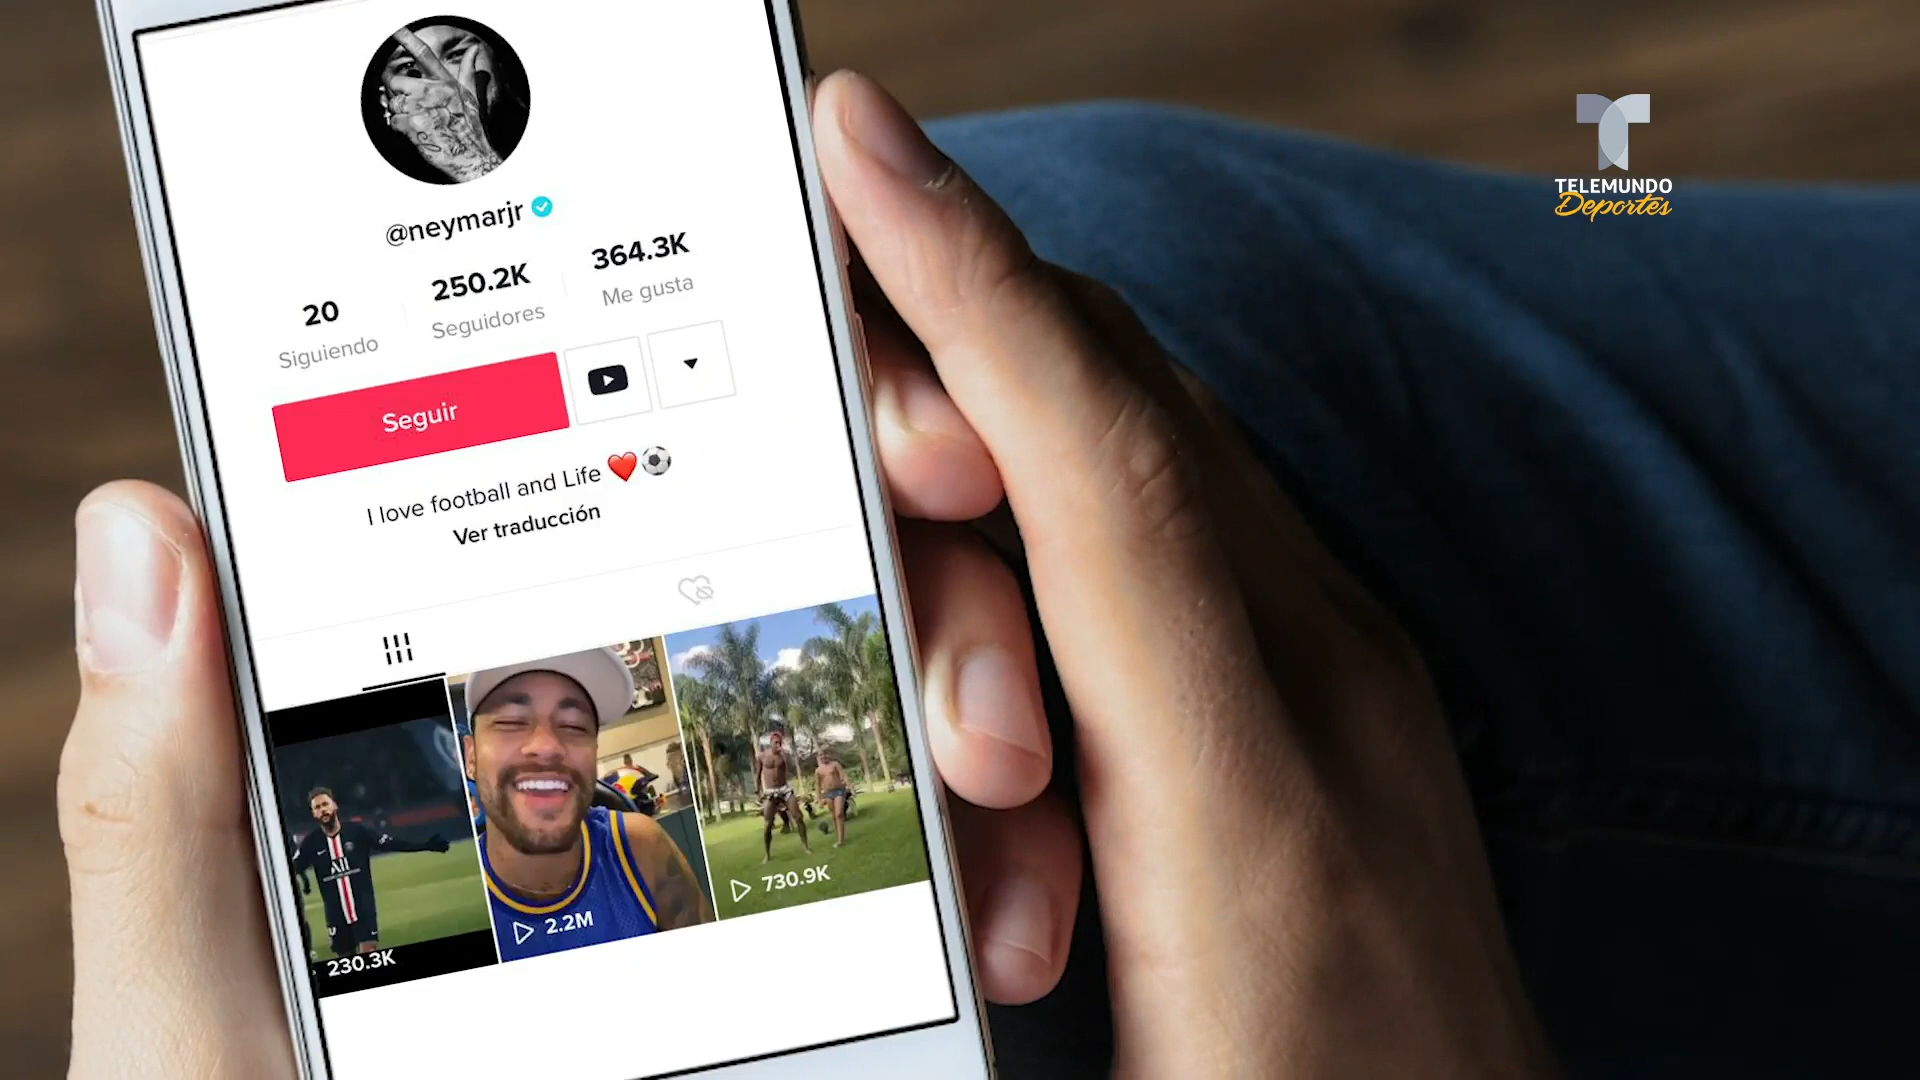 @neymarjr
20
Siguiendo
250.2K
Seguidores
364.3K
Me gusta
Seguir
I love football and Life ❤️⚽
Ver traducción
230.3K
2.2M
730.9K
TELEMUNDO
Deportes